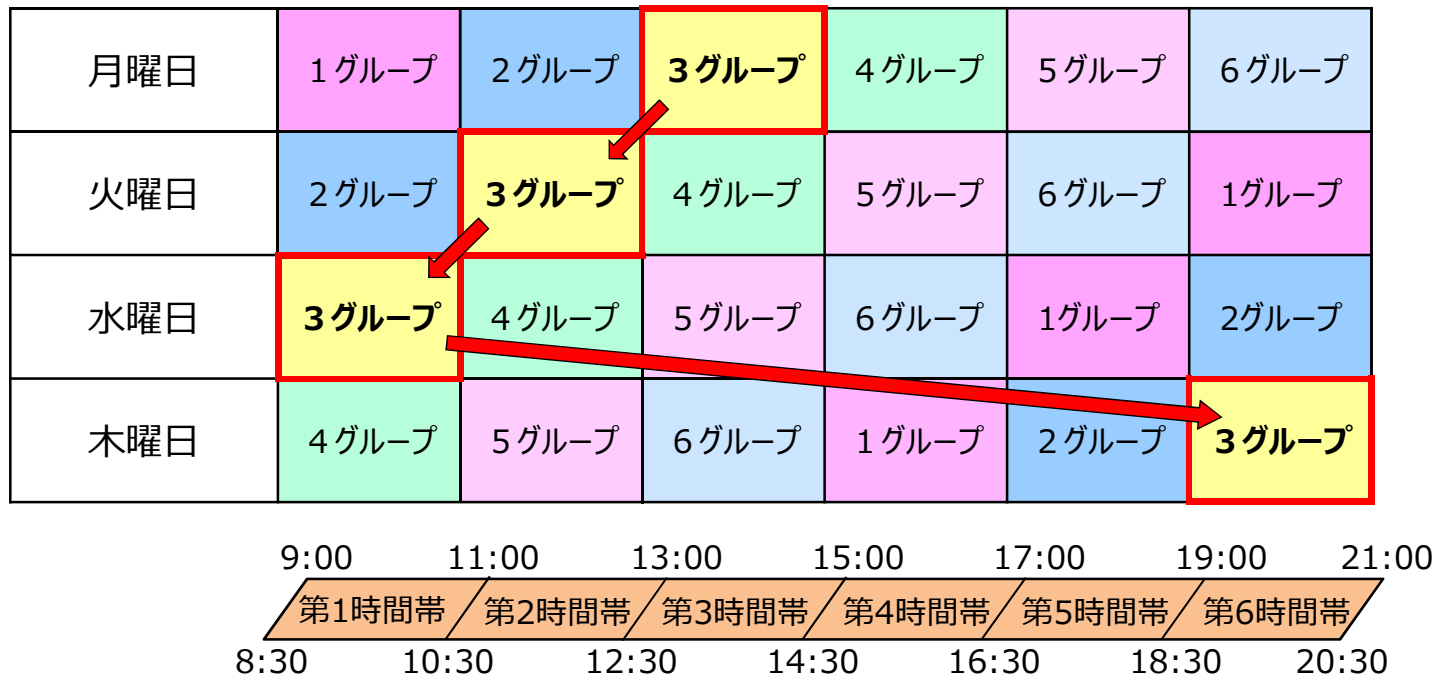 月曜日 1グループ 2グループ 3グループ 4グループ 5グループ 6グループ
火曜日 2グループ 3グループ 4グループ 5グループ 6グループ 1グループ
水曜日 3グループ 4グループ 5グループ 6グループ 1グループ 2グループ
木曜日 4グループ 5グループ 6グループ 1グループ 2グループ 3グループ
9:00 11:00 13:00 15:00 17:00 19:00 21:00
第1時間帯 第2時間帯 第3時間帯 第4時間帯 第5時間帯 第6時間帯
8:30 10:30 12:30 14:30 16:30 18:30 20:30